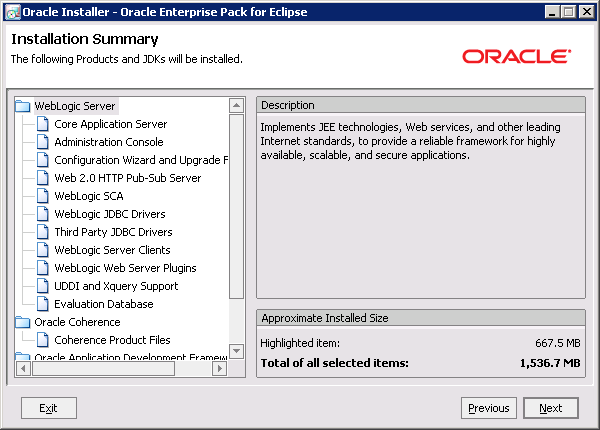 Oracle Installer - Oracle Enterprise Pack for Eclipse
Installation Summary
The following Products and JDKs will be installed.
ORACLE
WebLogic Server
Core Application Server
Administration Console
Configuration Wizard and Upgrade F
Web 2.0 HTTP Pub-Sub Server
WebLogic SCA
WebLogic JDBC Drivers
Third Party JDBC Drivers
WebLogic Server Clients
WebLogic Web Server Plugins
UDDI and Xquery Support
Evaluation Database
Oracle Coherence
Coherence Product Files
Oracle Application Development Framew
Description
Implements JEE technologies, Web services, and other leading
Internet standards, to provide a reliable framework for highly
available, scalable, and secure applications.
Approximate Installed Size
Highlighted item: 667.5 MB
Total of all selected items: 1,536.7 MB
Exit
Previous
Next